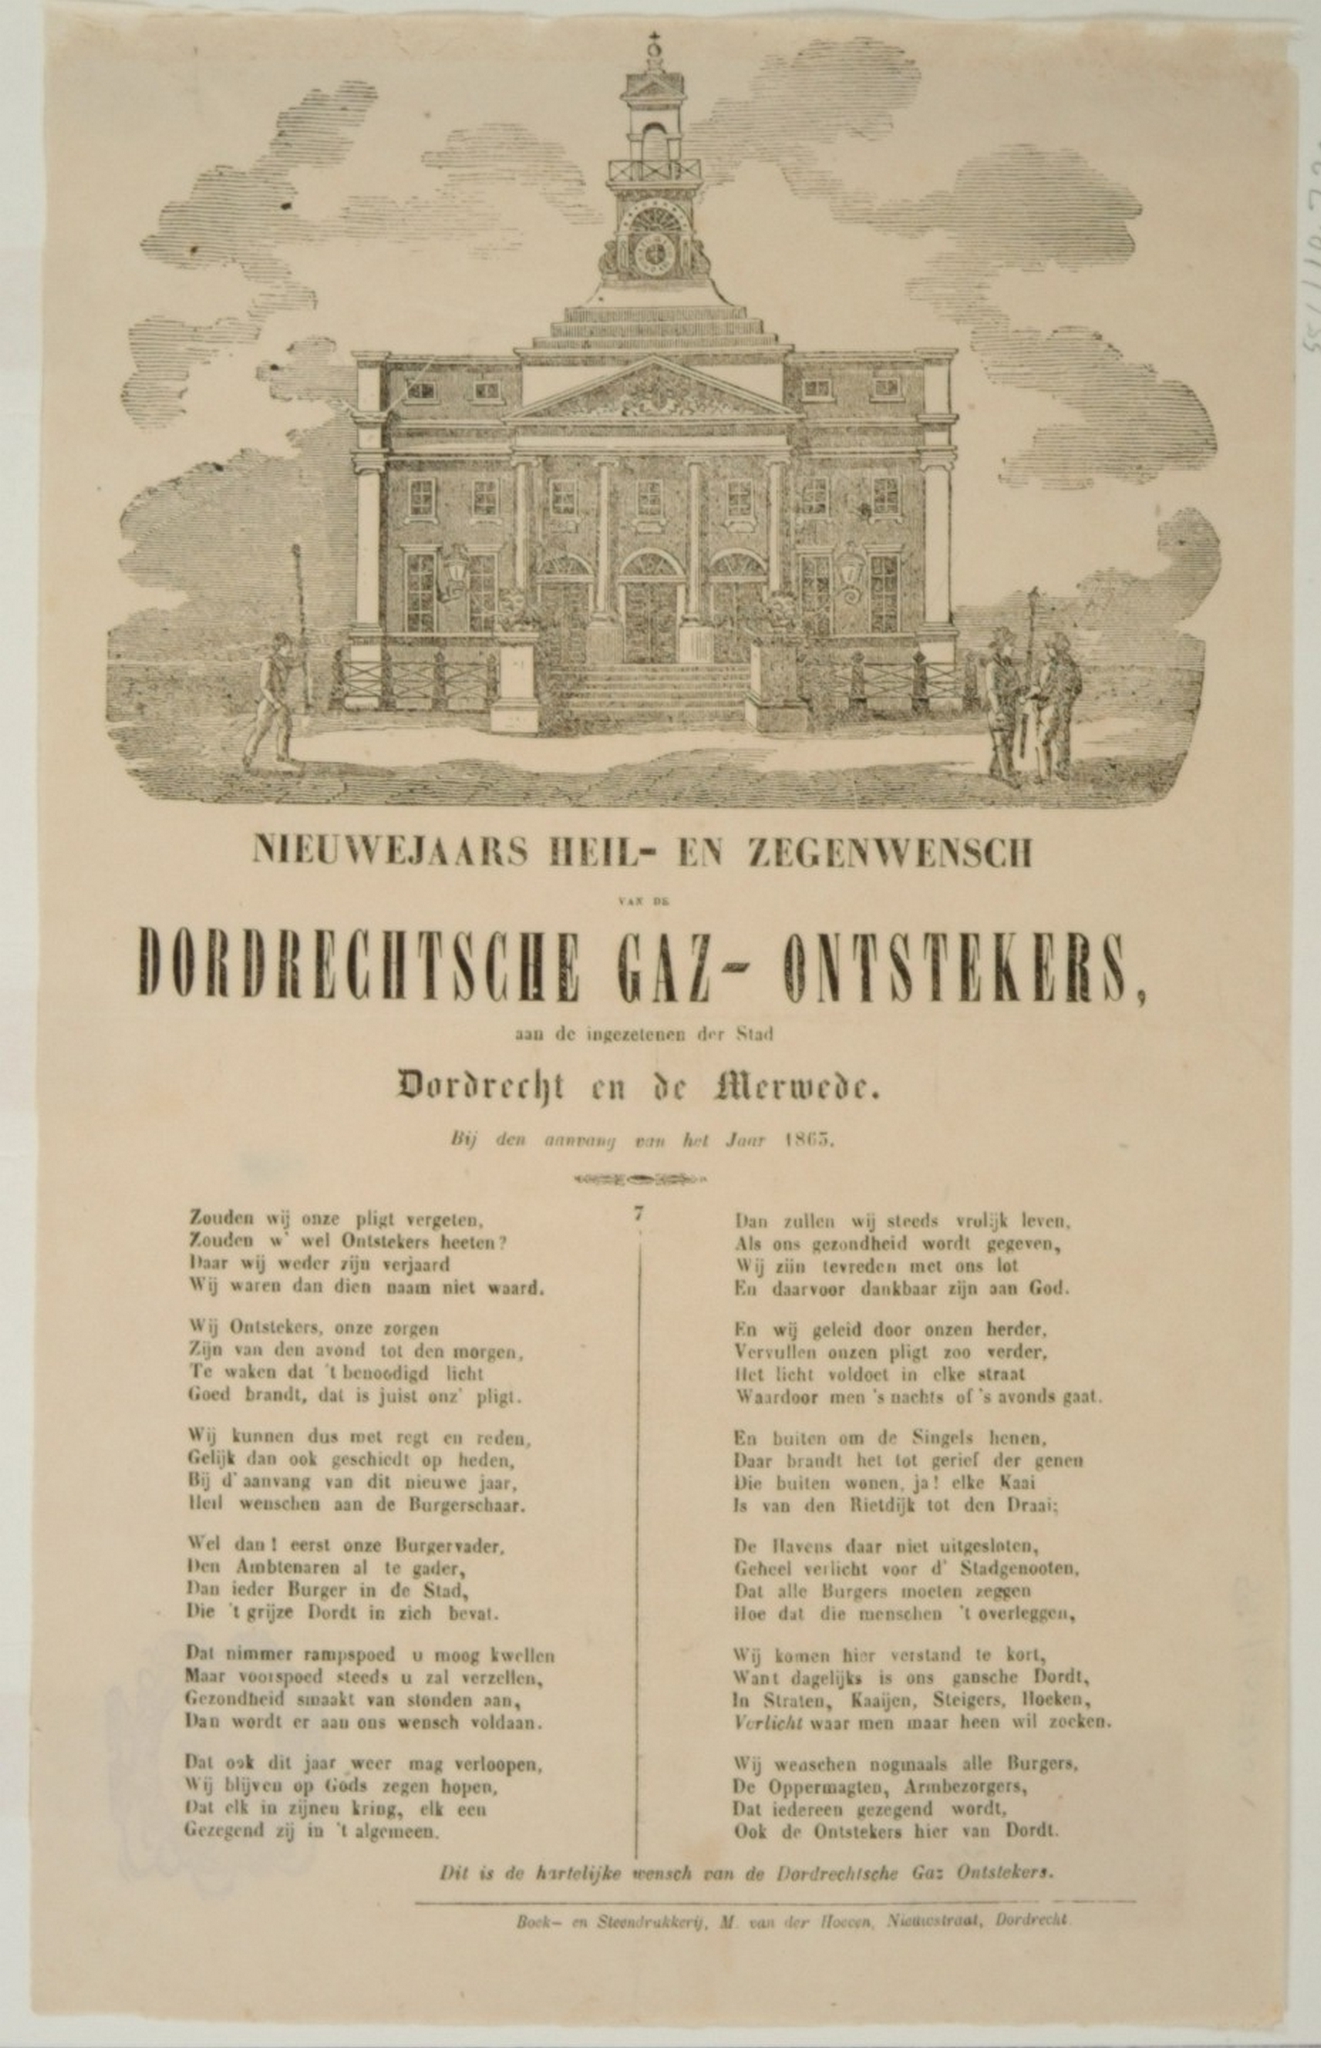 NIEUWEJAARS HEIL- EN ZEGENWENSCH
VAN DE
DORDRECHTSCHE GAZ- ONTSTEKERS,
aan de ingezetenen der Stad
Dordrecht en de Merwede.
Bij den aanvang van het Jaar 1865.
Zouden wij onze pligt vergeten,
Zouden w' wel Ontstekers heeten?
Daar wij weder zijn verjaard
Wij waren dan dien naam niet waard.
Wij Ontstekers, onze zorgen
Zijn van den avond tot den morgen,
Te waken dat 't benoodigd licht
Goed brandt, dat is juist onz' pligt.
Wij kunnen dus met regt en reden,
Gelijk dan ook geschiedt op heden,
Bij d' aanvang van dit nieuwe jaar,
Heil wenschen aan de Burgerschaar.
Wel dan! eerst onze Burgervader,
Den Ambtenaren al te gader,
Dan ieder Burger in de Stad,
Die 't grijze Dordt in zich bevat.
Dat nimmer rampspoed u moog kwellen
Maar voorspoed steeds u zal verzellen,
Gezondheid smaakt van stonden aan,
Dan wordt er aan ons wensch voldaan.
Dat ook dit jaar weer mag verloopen,
Wij blijven op Gods zegen hopen,
Dat elk in zijnen kring, elk een
Gezegend zij in 't algemeen.
7
Dan zullen wij steeds vrolijk leven,
Als ons gezondheid wordt gegeven,
Wij zijn tevreden met ons lot
En daarvoor dankbaar zijn aan God.
En wij geleid door onzen herder,
Vervullen onzen pligt zoo verder,
Het licht voldoet in elke straat
Waardoor men 's nachts of 's avonds gaat.
En buiten om de Singels henen,
Daar brandt het tot gerief der genen
Die buiten wonen, ja! elke Kaai
Is van den Rietdijk tot den Draai;
De Havens daar niet uitgesloten,
Geheel verlicht voor d' Stadgenooten,
Dat alle Burgers moeten zeggen
Hoe dat die menschen 't overleggen,
Wij komen hier verstand te kort,
Want dagelijks is ons gansche Dordt,
In Straten, Kaaijen, Steigers, Hoeken,
Verlicht waar men maar heen wil zoeken.
Wij wenschen nogmaals alle Burgers,
De Oppermagten, Armbezorgers,
Dat iedereen gezegend wordt,
Ook de Ontstekers hier van Dordt.
Dit is de hartelijke wensch van de Dordrechtsche Gaz Ontstekers.
Boek- en Steendrukkerij, M. van der Hoeven, Nieuwstraat, Dordrecht